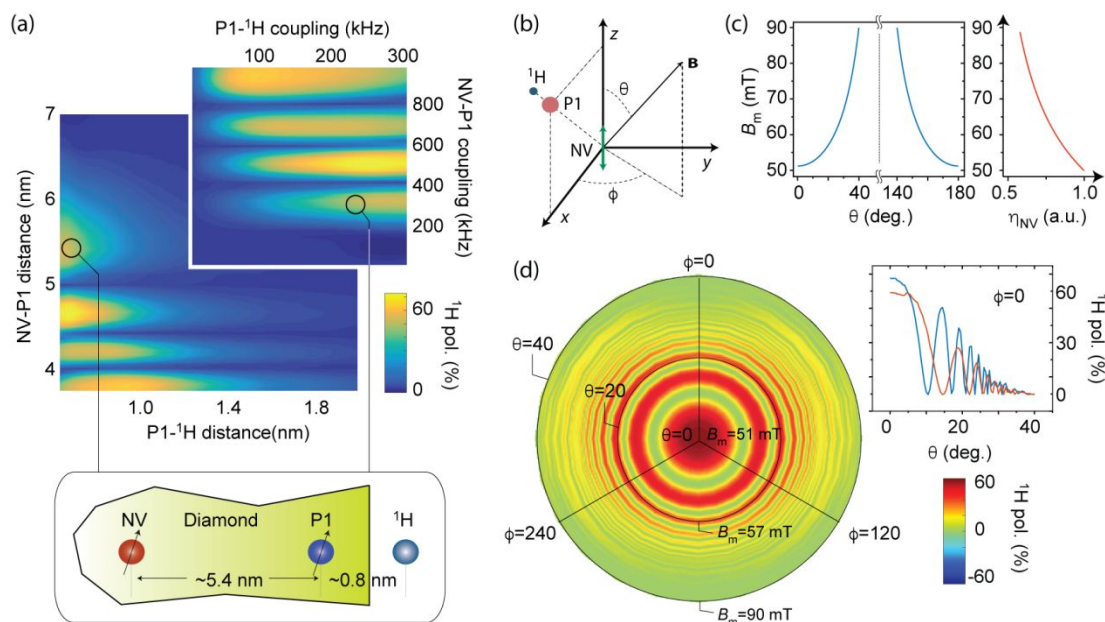 (a)
P1-¹H coupling (kHz)
100 200 300
800
600
400
200
NV-P1 coupling (kHz)
7
6
5
4
NV-P1 distance (nm)
60
0
¹H pol. (%)
1.0 1.4 1.8
P1-¹H distance(nm)
NV Diamond P1 ¹H
~5.4 nm ~0.8 nm
(b)
z
B
θ
¹H
P1
NV
y
ϕ
x
(c)
90 90
80 80
70 70
60 60
50 50
Bm (mT)
0 40 140 180
θ (deg.)
0.5 1.0
ηNV (a.u.)
(d)
ϕ=0
θ=40
θ=20
θ=0 Bm=51 mT
ϕ=240
ϕ=120
Bm=57 mT
Bm=90 mT
ϕ=0
60
30
0
¹H pol. (%)
0 20 40
θ (deg.)
60
0
-60
¹H pol. (%)